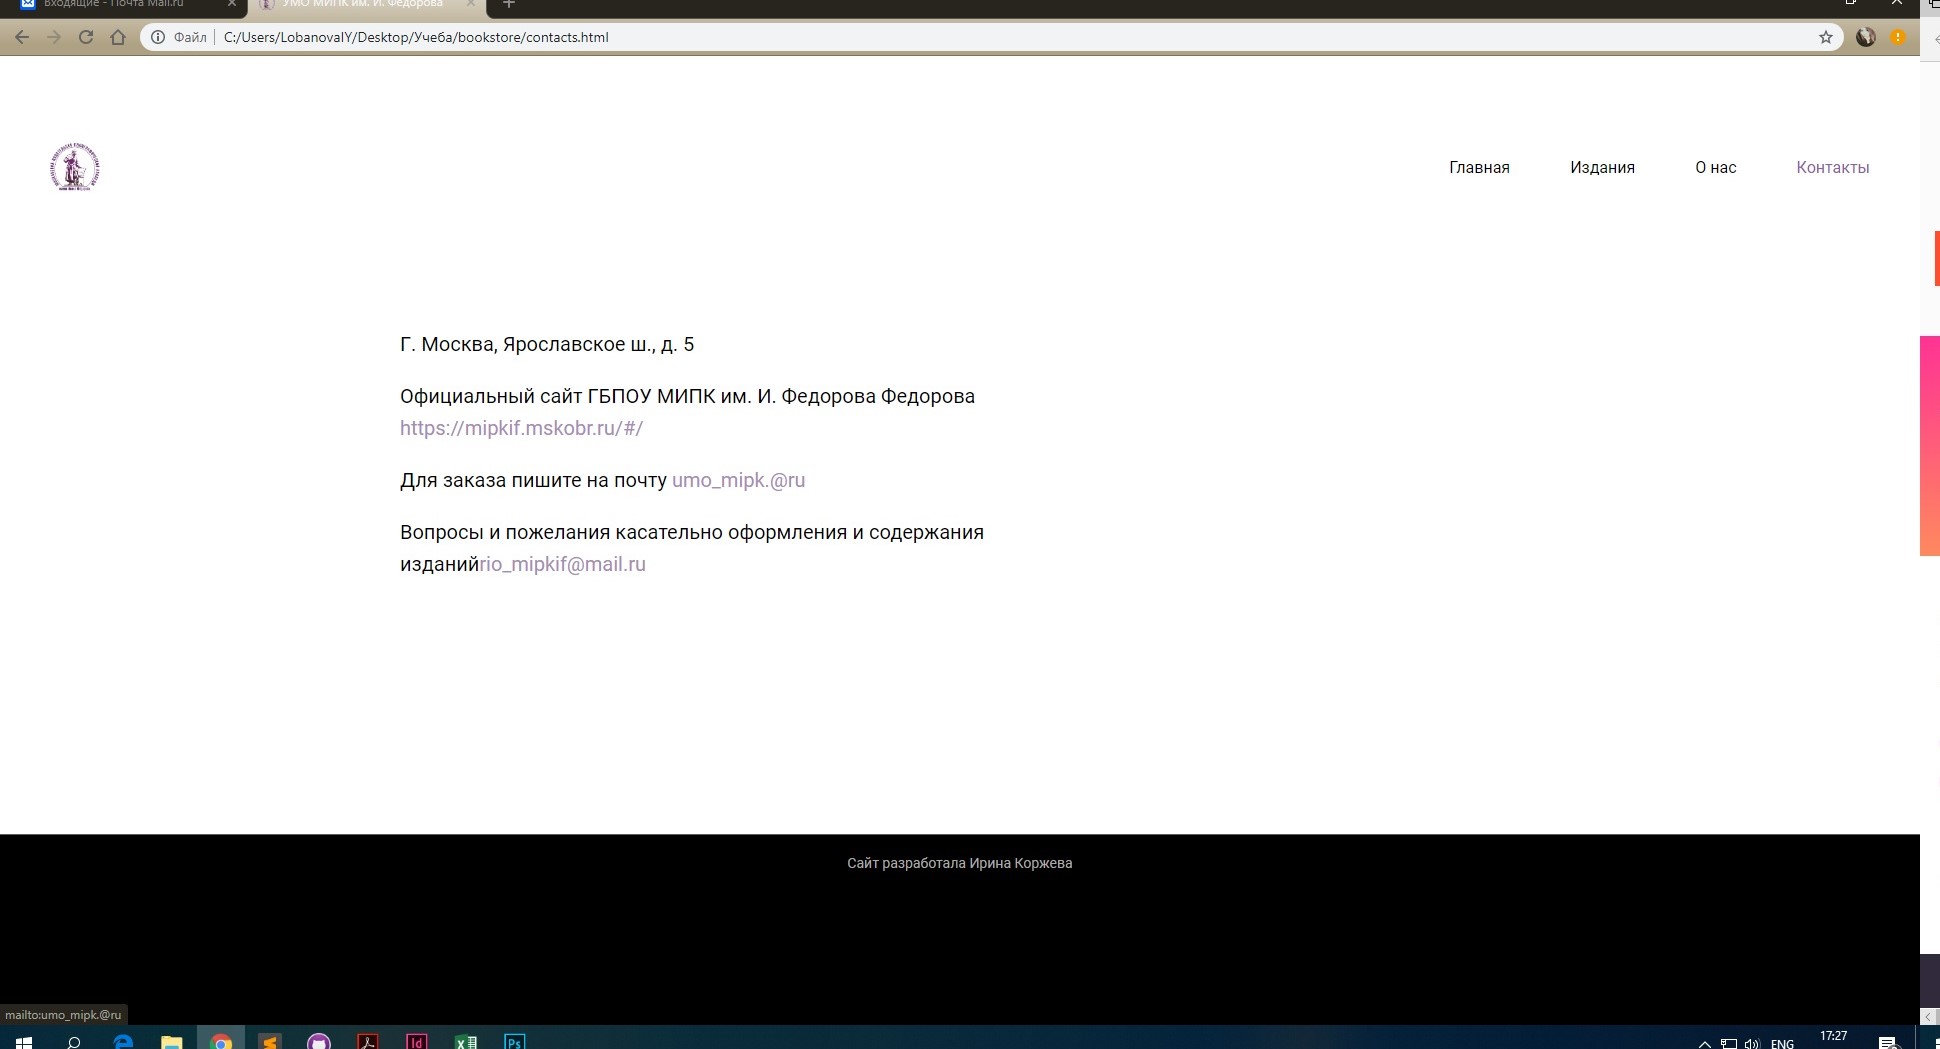 Входящие - Почта Mail.ru
УМО МИПК им. И. Федорова
Файл
C:/Users/LobanovaIY/Desktop/Учеба/bookstore/contacts.html
Главная
Издания
О нас
Контакты
Г. Москва, Ярославское ш., д. 5
Официальный сайт ГБПОУ МИПК им. И. Федорова Федорова
https://mipkif.mskobr.ru/#/
Для заказа пишите на почту umo_mipk.@ru
Вопросы и пожелания касательно оформления и содержания
изданийrio_mipkif@mail.ru
Сайт разработала Ирина Коржева
mailto:umo_mipk.@ru
Id
Ps
ENG
17:27